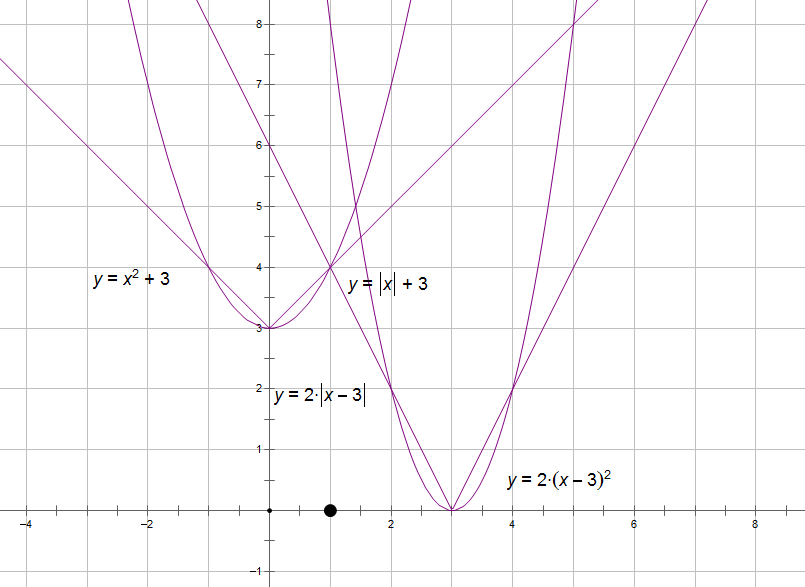 8
7
6
5
4
y = x² + 3
y = |x| + 3
3
2
y = 2·|x − 3|
1
y = 2·(x − 3)²
−4 −2 2 4 6 8
−1